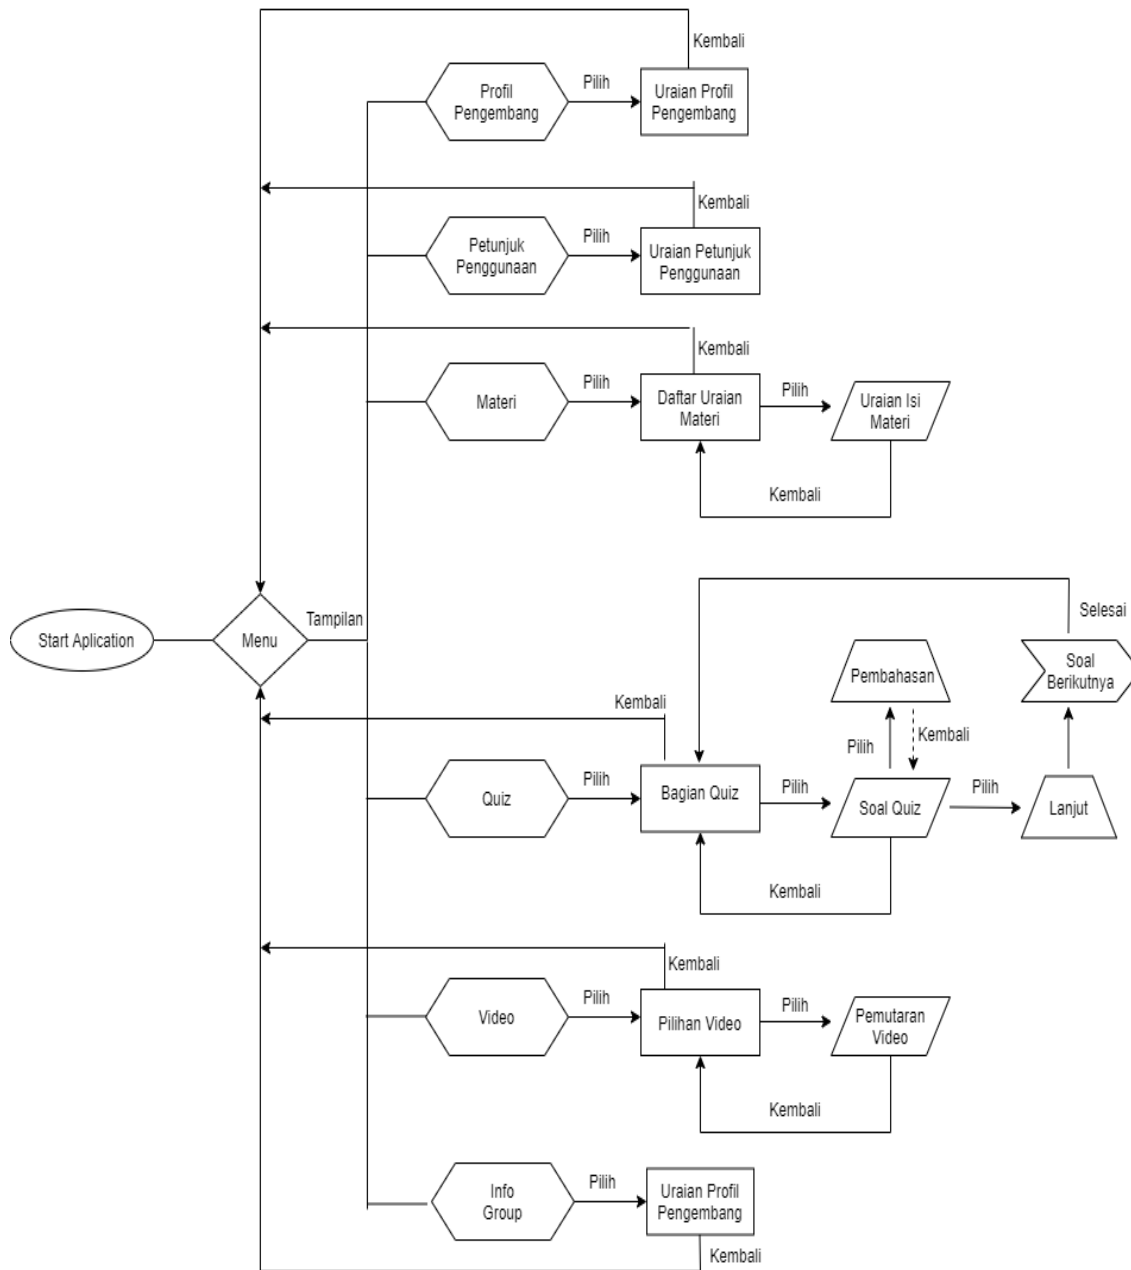 Kembali
Profil
Pengembang
Pilih
Uraian Profil
Pengembang
Kembali
Petunjuk
Penggunaan
Pilih
Uraian Petunjuk
Penggunaan
Kembali
Materi
Pilih
Daftar Uraian
Materi
Pilih
Uraian Isi
Materi
Kembali
Start Aplication
Menu
Tampilan
Selesai
Pembahasan
Soal
Berikutnya
Kembali
Pilih
Kembali
Quiz
Pilih
Bagian Quiz
Pilih
Soal Quiz
Pilih
Lanjut
Kembali
Kembali
Video
Pilih
Pilihan Video
Pilih
Pemutaran
Video
Kembali
Info
Group
Pilih
Uraian Profil
Pengembang
Kembali